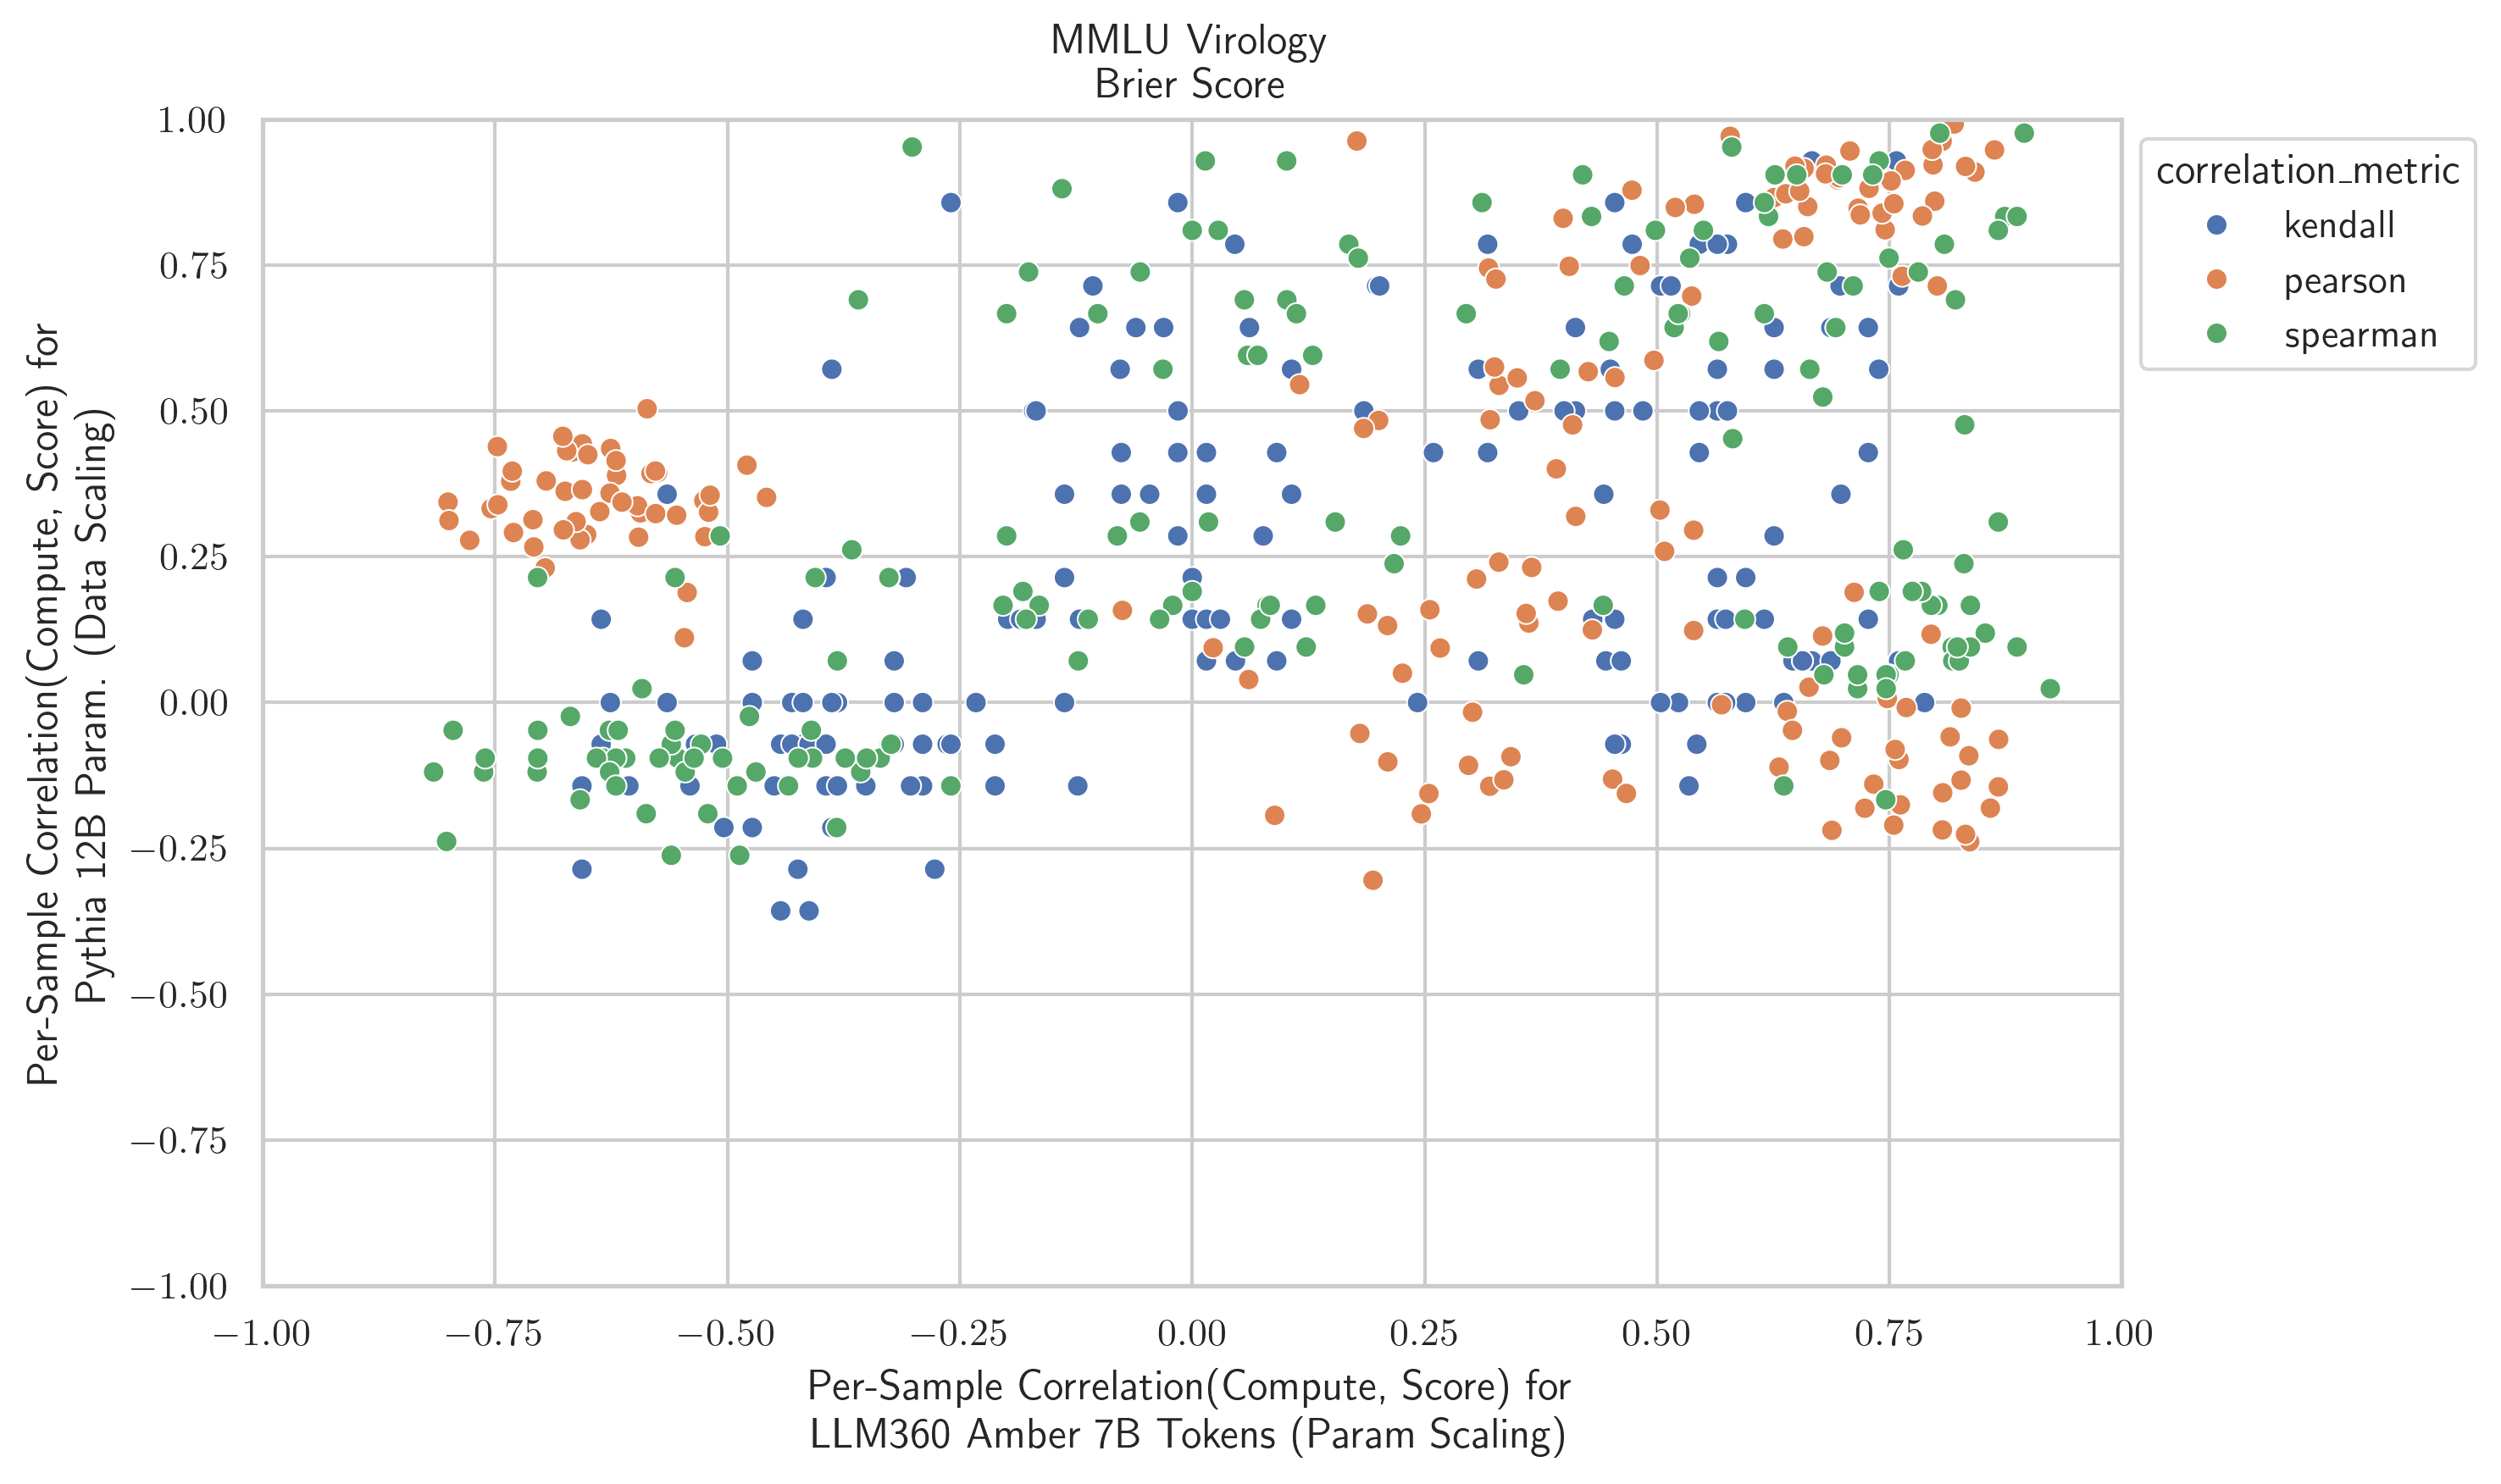 MMLU Virology
Brier Score
Per-Sample Correlation(Compute, Score) for
Pythia 12B Param. (Data Scaling)
1.00
0.75
0.50
0.25
0.00
−0.25
−0.50
−0.75
−1.00
−1.00 −0.75 −0.50 −0.25 0.00 0.25 0.50 0.75 1.00
Per-Sample Correlation(Compute, Score) for
LLM360 Amber 7B Tokens (Param Scaling)
correlation_metric
kendall
pearson
spearman